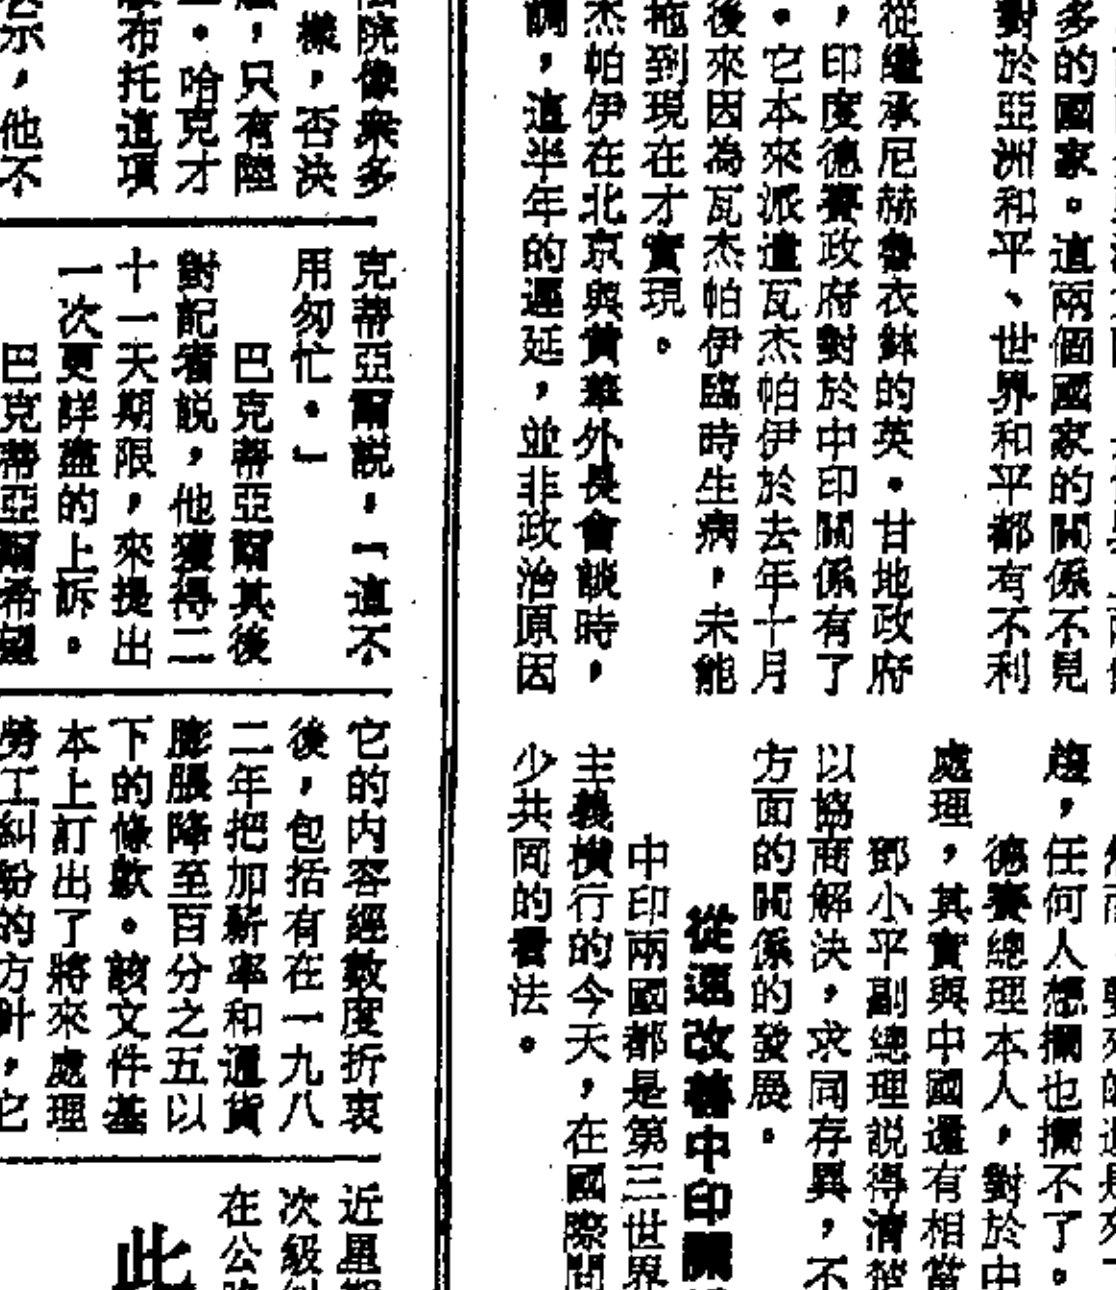 多的國家。這兩個國家的關係不見
對於亞洲和平、世界和平都有不利
從繼承尼赫魯衣鉢的英・甘地政府
，印度德賽政府對於中印關係有了
。它本來派遣瓦杰帕伊於去年十月
後來因為瓦杰帕伊臨時生病，未能
拖到現在才實現。
杰帕伊在北京與黃華外長會談時，
調，這半年的遲延，並非政治原因
趨，任何人想攔也攔不了。
德賽總理本人，對於中
處理，其實與中國還有相當
鄧小平副總理説得清楚
以協商解決，求同存異，不
方面的關係的發展。
從速改善中印關
中印兩國都是第三世界
主義橫行的今天，在國際間
少共同的看法。
院像衆多
樣，否決
，只有陸
。哈克才
布托這項
示，他不
克蒂亞爾説，「這不
用匆忙。」
巴克蒂亞爾其後
對記者説，他獲得二
十一天期限，來提出
一次更詳盡的上訴。
巴克蒂亞爾希望
它的内容經數度折衷
後，包括有在一九八
二年把加薪率和通貨
膨脹降至百分之五以
下的條款。該文件基
本上訂出了將來處理
勞工糾紛的方針，它
近星期
次級
在公路
此